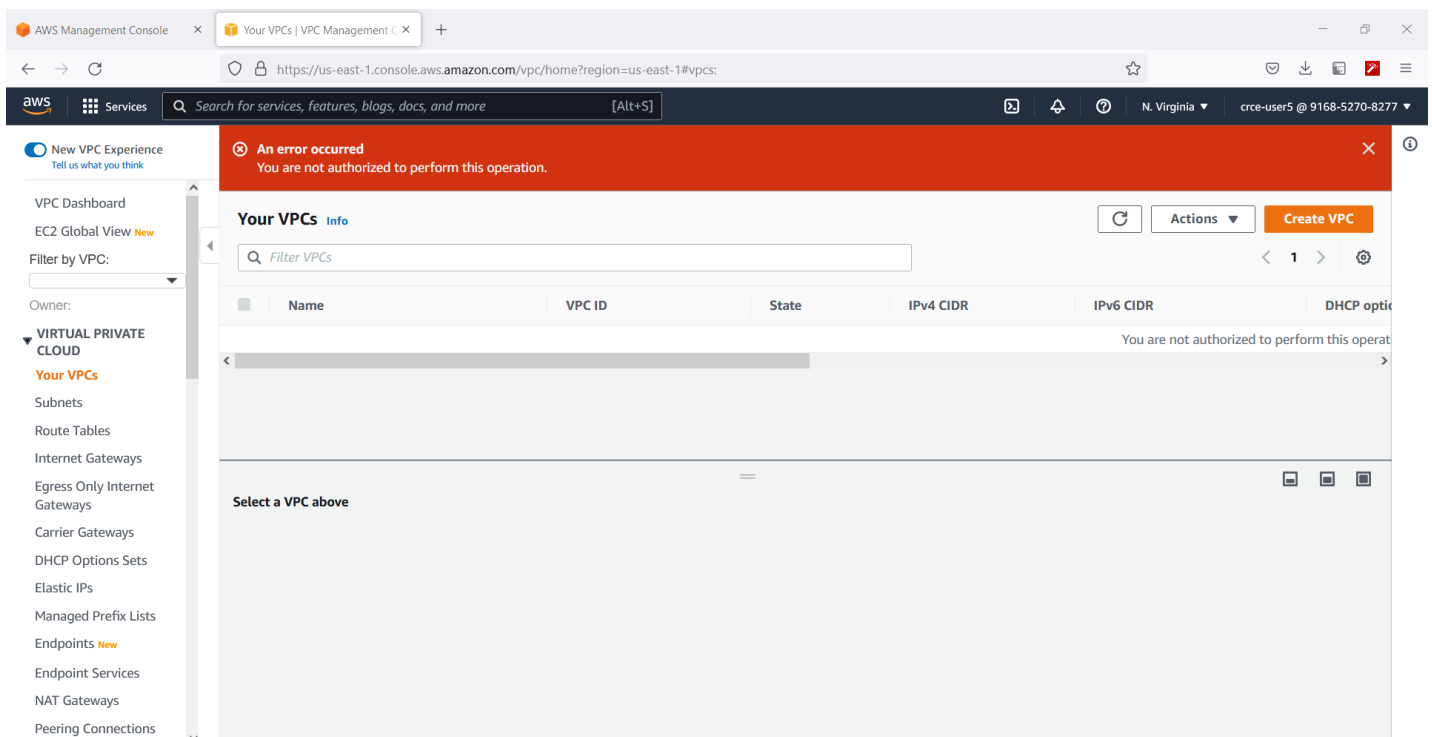 AWS Management Console
Your VPCs | VPC Management C
https://us-east-1.console.aws.amazon.com/vpc/home?region=us-east-1#vpcs:
aws Services Search for services, features, blogs, docs, and more [Alt+S] N. Virginia crce-user5 @ 9168-5270-8277
New VPC Experience
Tell us what you think
VPC Dashboard
EC2 Global View New
Filter by VPC:
Owner:
VIRTUAL PRIVATE
CLOUD
Your VPCs
Subnets
Route Tables
Internet Gateways
Egress Only Internet
Gateways
Carrier Gateways
DHCP Options Sets
Elastic IPs
Managed Prefix Lists
Endpoints New
Endpoint Services
NAT Gateways
Peering Connections
An error occurred
You are not authorized to perform this operation.
Your VPCs Info
Actions
Create VPC
Filter VPCs
1
Name VPC ID State IPv4 CIDR IPv6 CIDR DHCP optio
You are not authorized to perform this operat
Select a VPC above